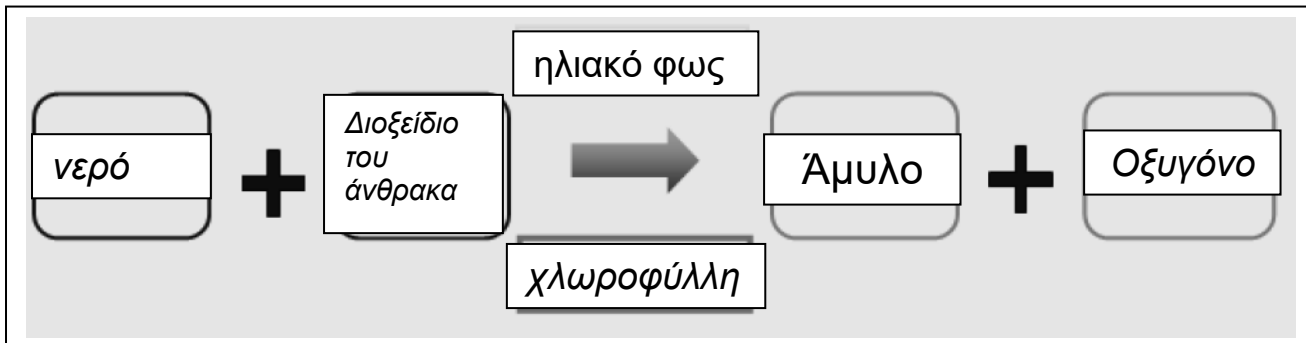 ηλιακό φως
νερό
+
Διοξείδιο
του
άνθρακα
Άμυλο
+
Οξυγόνο
χλωροφύλλη